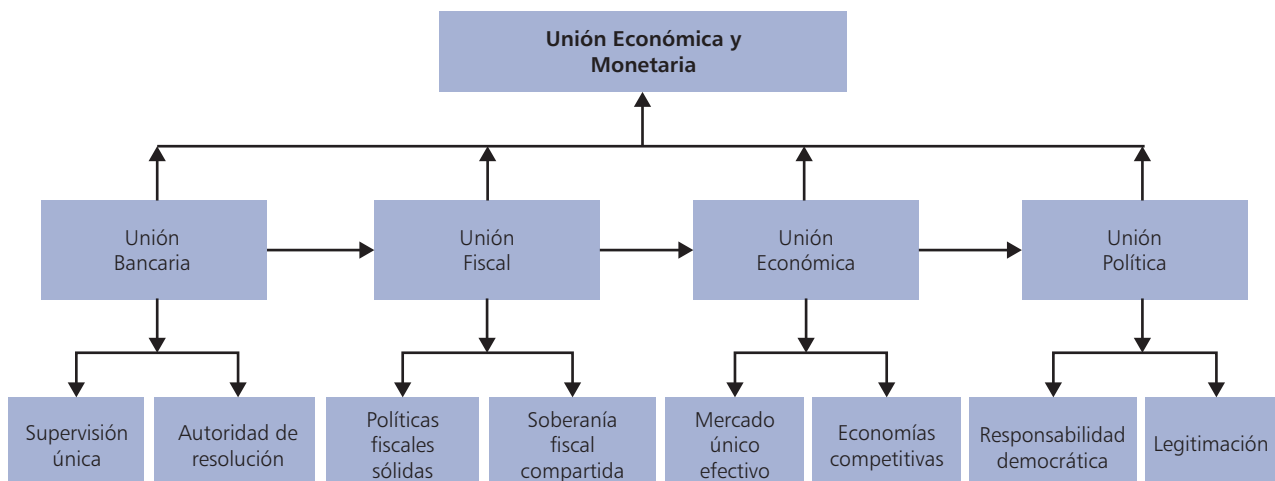 Unión Económica y
Monetaria
Unión
Bancaria
Unión
Fiscal
Unión
Económica
Unión
Política
Supervisión
única
Autoridad de
resolución
Políticas
fiscales
sólidas
Soberanía
fiscal
compartida
Mercado
único
efectivo
Economías
competitivas
Responsabilidad
democrática
Legitimación